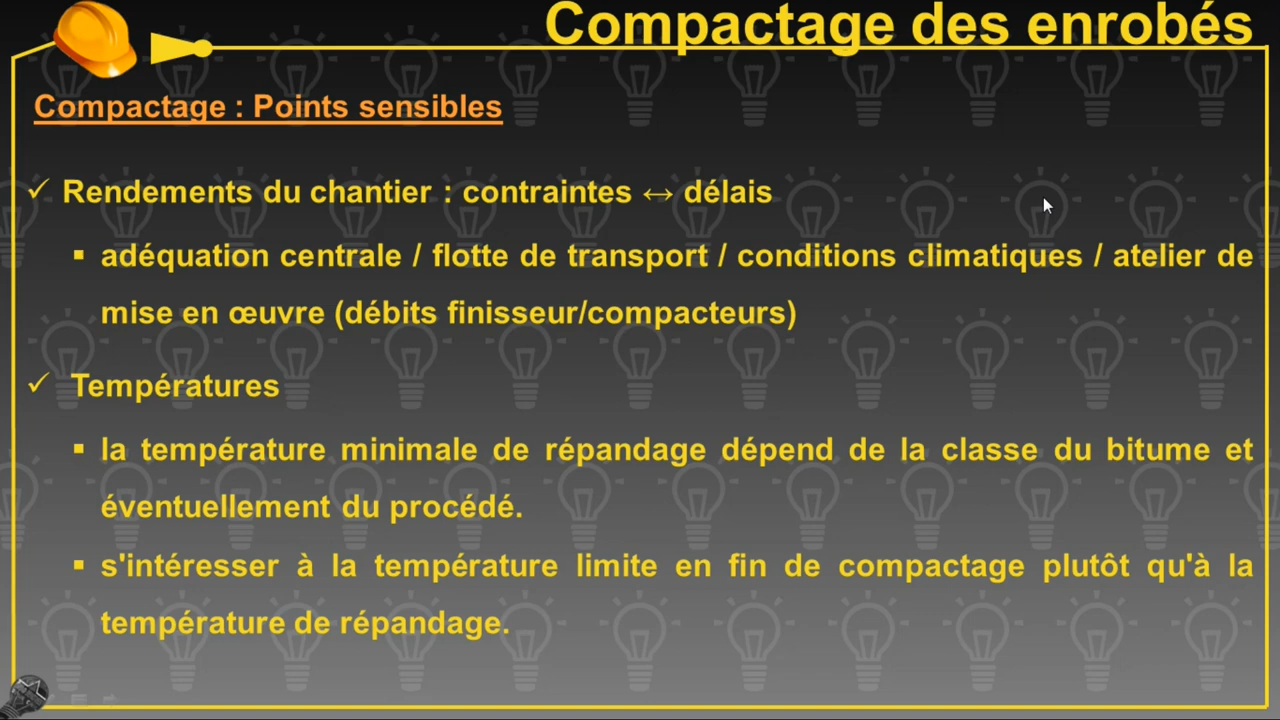 Compactage des enrobés
Compactage : Points sensibles
✓ Rendements du chantier : contraintes ↔ délais
▪ adéquation centrale / flotte de transport / conditions climatiques / atelier de
mise en œuvre (débits finisseur/compacteurs)
✓ Températures
▪ la température minimale de répandage dépend de la classe du bitume et
éventuellement du procédé.
▪ s'intéresser à la température limite en fin de compactage plutôt qu'à la
température de répandage.